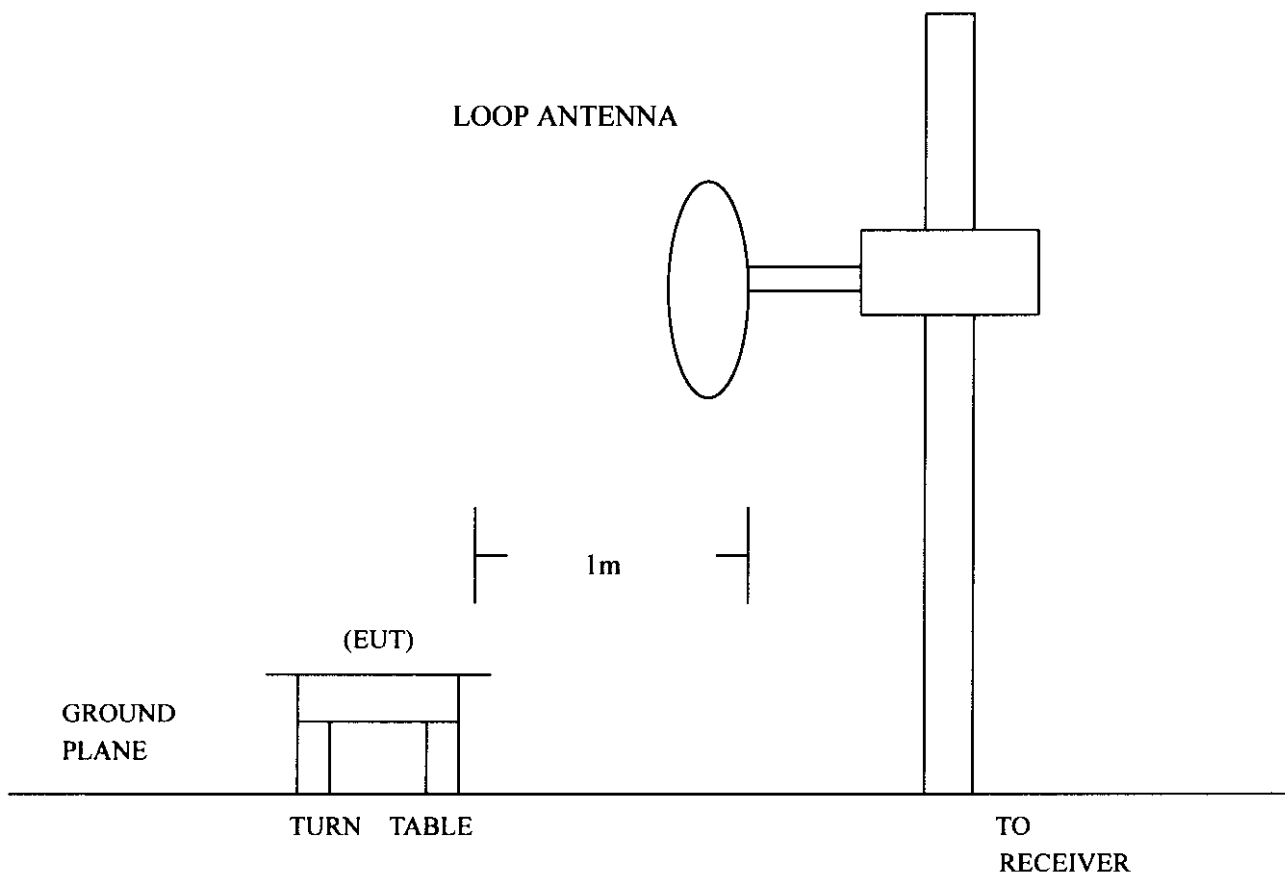 LOOP ANTENNA
1m
(EUT)
GROUND
PLANE
TURN TABLE
TO
RECEIVER